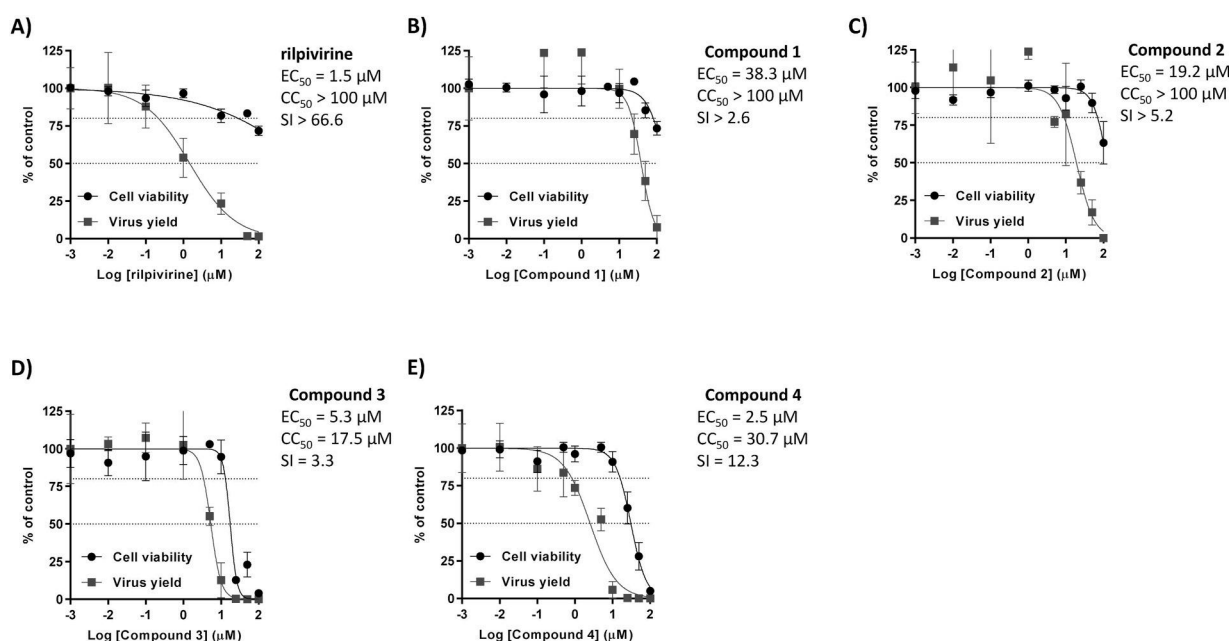 A)
rilpivirine
EC50 = 1.5 µM
CC50 > 100 µM
SI > 66.6
% of control
125
100
75
50
25
0
Cell viability
Virus yield
-3 -2 -1 0 1 2
Log [rilpivirine] (µM)
B)
Compound 1
EC50 = 38.3 µM
CC50 > 100 µM
SI > 2.6
% of control
125
100
75
50
25
0
Cell viability
Virus yield
-3 -2 -1 0 1 2
Log [Compound 1] (µM)
C)
Compound 2
EC50 = 19.2 µM
CC50 > 100 µM
SI > 5.2
% of control
125
100
75
50
25
0
Cell viability
Virus yield
-3 -2 -1 0 1 2
Log [Compound 2] (µM)
D)
Compound 3
EC50 = 5.3 µM
CC50 = 17.5 µM
SI = 3.3
% of control
125
100
75
50
25
0
Cell viability
Virus yield
-3 -2 -1 0 1 2
Log [Compound 3] (µM)
E)
Compound 4
EC50 = 2.5 µM
CC50 = 30.7 µM
SI = 12.3
% of control
125
100
75
50
25
0
Cell viability
Virus yield
-3 -2 -1 0 1 2
Log [Compound 4] (µM)